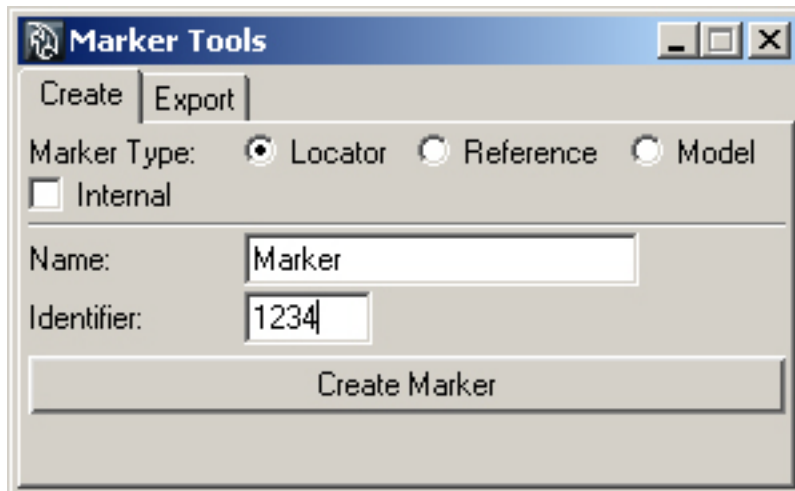 Marker Tools
Create Export
Marker Type: Locator Reference Model
Internal
Name: Marker
Identifier: 1234
Create Marker